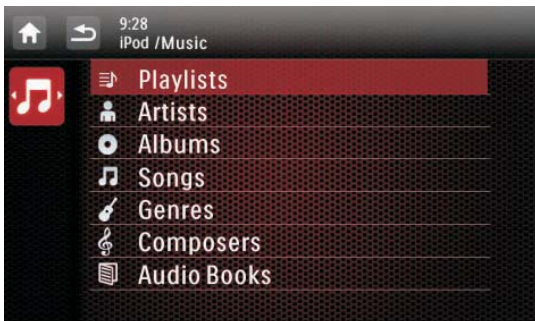 9:28
iPod /Music
Playlists
Artists
Albums
Songs
Genres
Composers
Audio Books